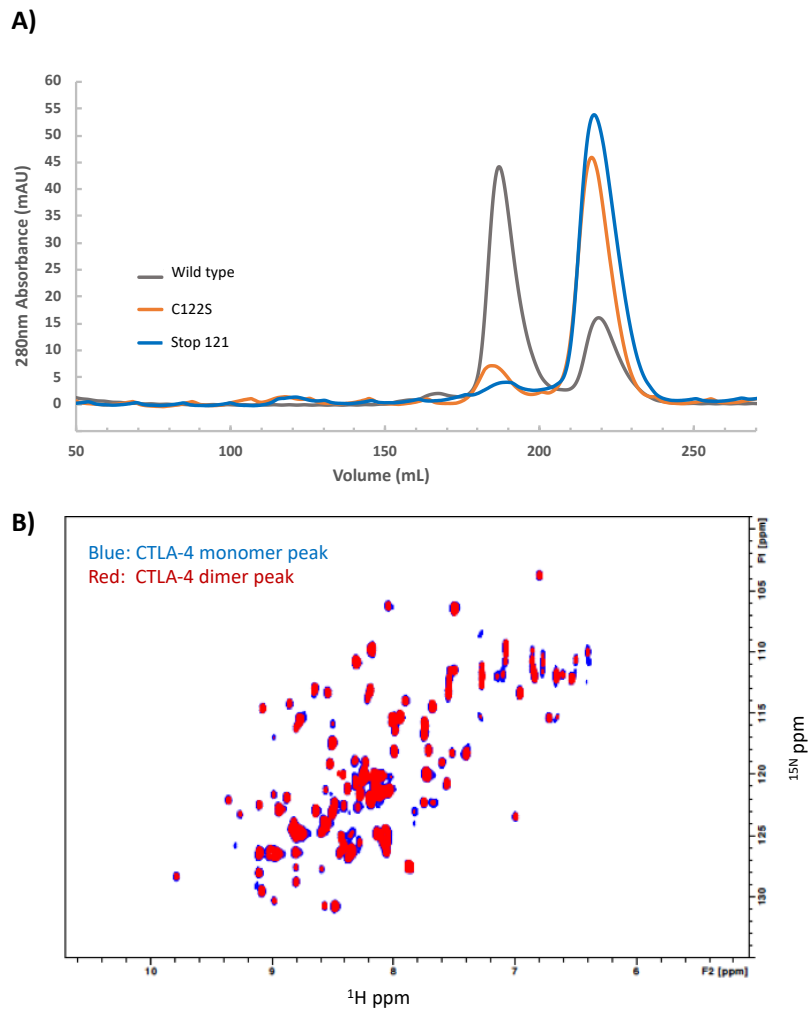 A)
60
55
50
45
40
35
30
25
20
15
10
5
0
280nm Absorbance (mAU)
Wild type
C122S
Stop 121
50
100
150
200
250
Volume (mL)
B)
Blue: CTLA-4 monomer peak
Red: CTLA-4 dimer peak
F1 [ppm]
105
110
115
120
125
130
15N ppm
10
9
8
7
6
F2 [ppm]
1H ppm